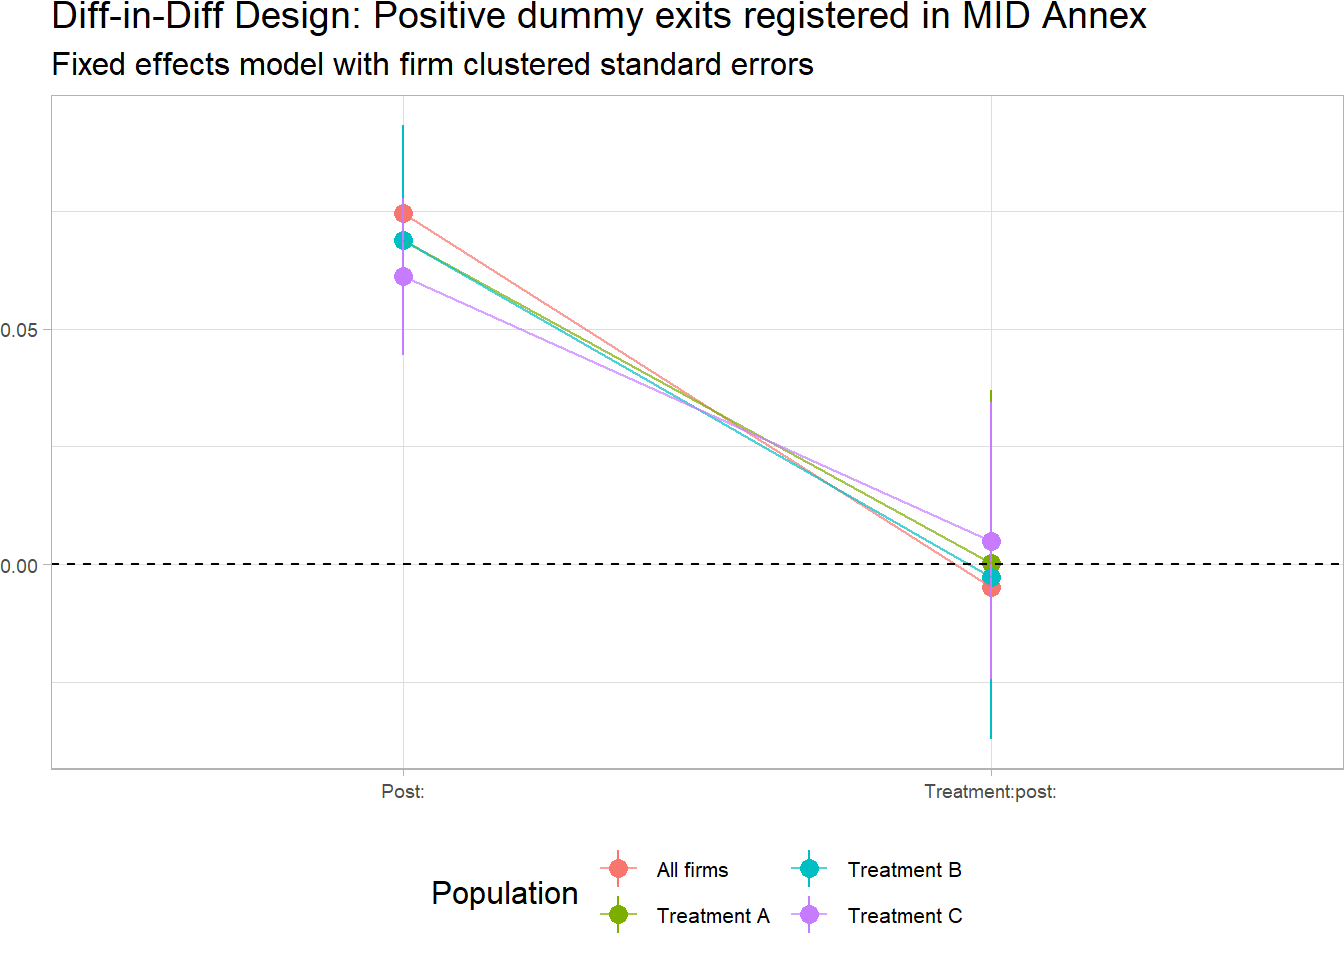 Diff-in-Diff Design: Positive dummy exits registered in MID Annex
Fixed effects model with firm clustered standard errors
0.05
0.00
Post:
Treatment:post:
Population
All firms
Treatment B
Treatment A
Treatment C